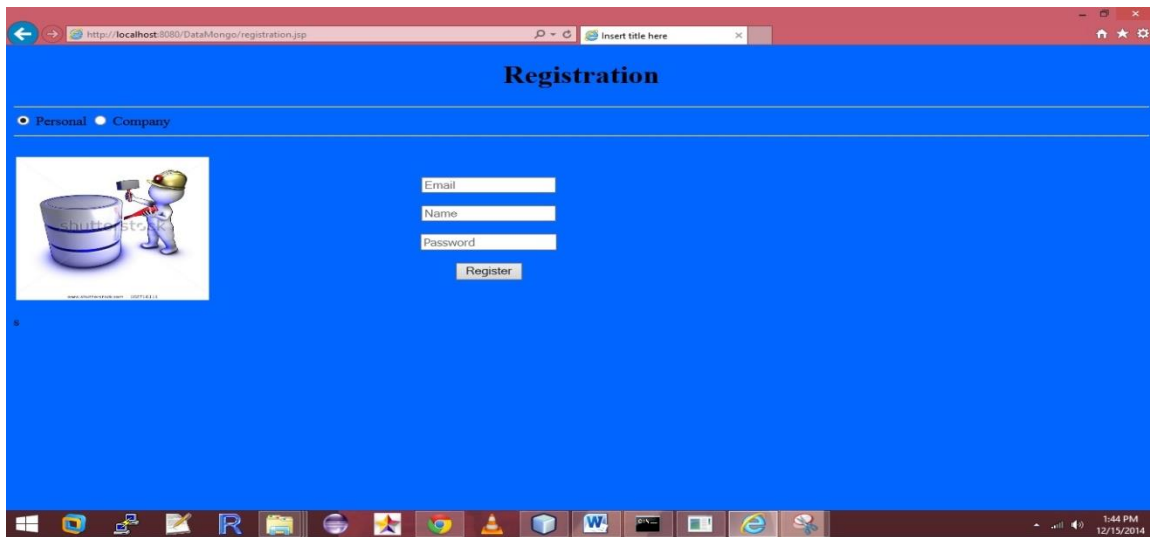 http://localhost:8080/DataMongo/registration.jsp
Insert title here
Registration
Personal Company
Email
Name
Password
Register
shutterstock
s
1:44 PM
12/15/2014